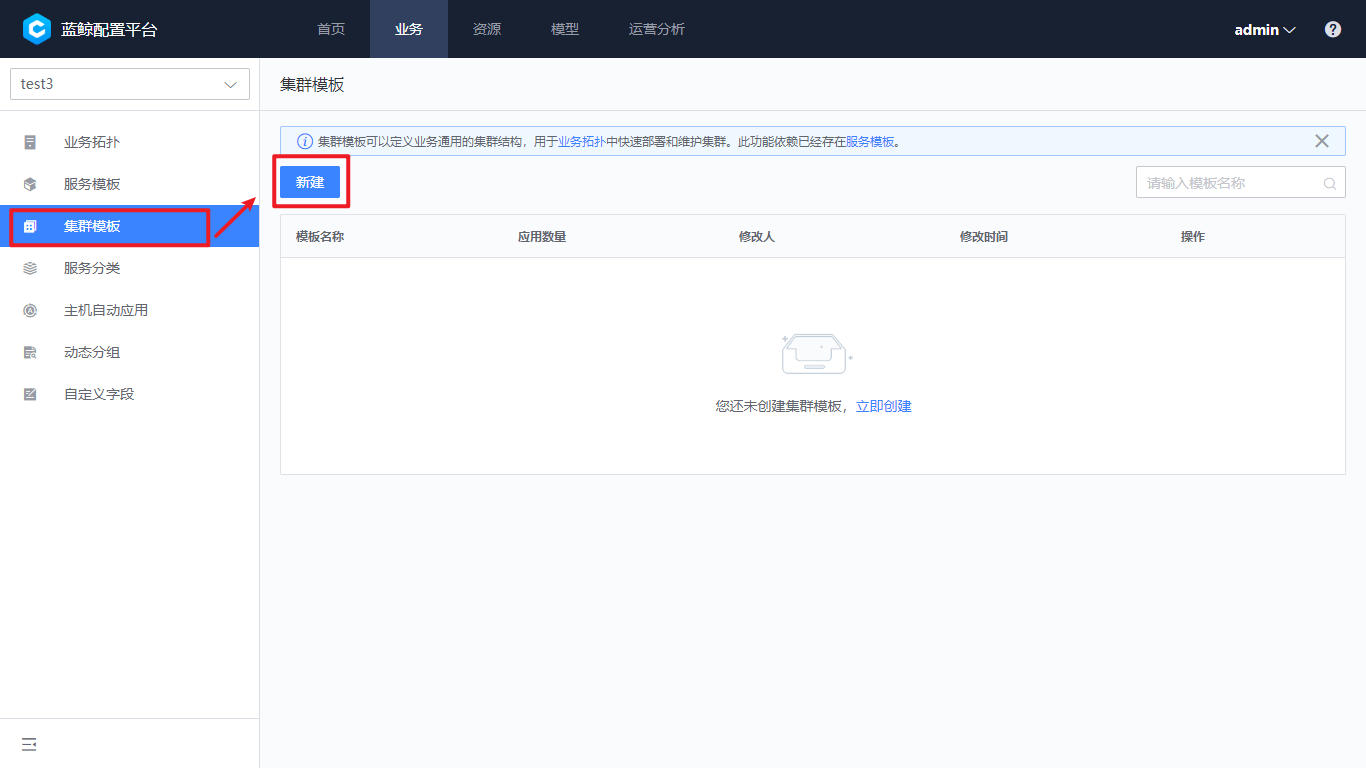 蓝鲸配置平台
首页 业务 资源 模型 运营分析
admin
test3
业务拓扑
服务模板
集群模板
服务分类
主机自动应用
动态分组
自定义字段
集群模板
集群模板可以定义业务通用的集群结构，用于业务拓扑中快速部署和维护集群。此功能依赖已经存在服务模板。
新建
请输入模板名称
模板名称 应用数量 修改人 修改时间 操作
您还未创建集群模板，立即创建